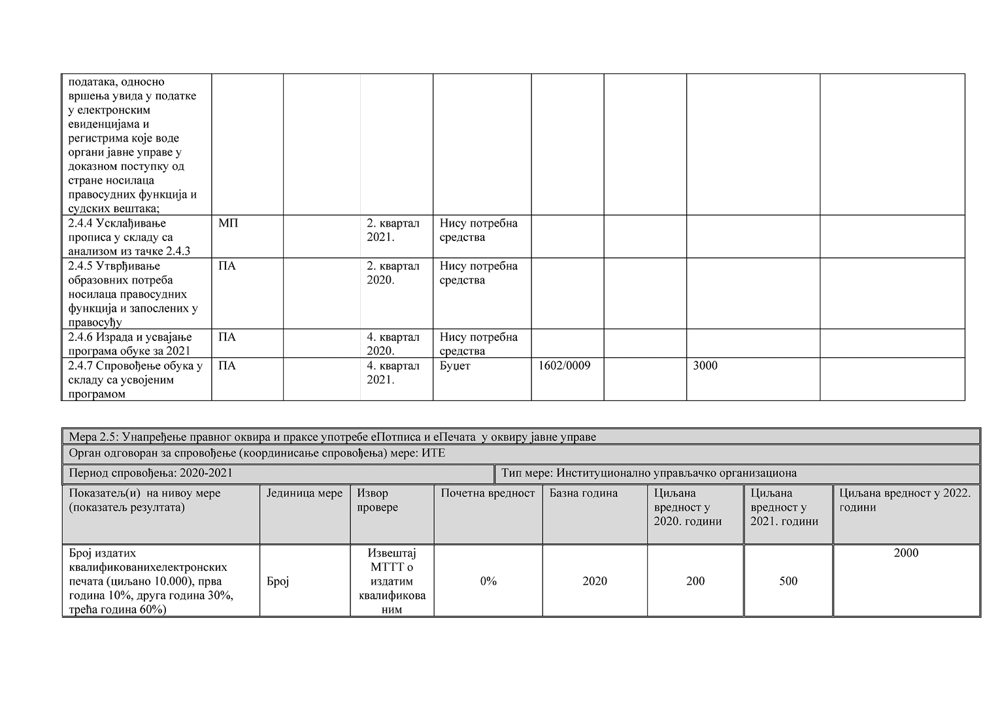 података, односно
вршења увида у податке
у електронским
евиденцијама и
регистрима које воде
органи јавне управе у
доказном поступку од
стране носилаца
правосудних функција и
судских вештака;
2.4.4 Усклађивање
прописа у складу са
анализом из тачке 2.4.3
МП
2. квартал
2021.
Нису потребна
средства
2.4.5 Утврђивање
образовних потреба
носилаца правосудних
функција и запослених у
правосуђу
ПА
2. квартал
2020.
Нису потребна
средства
2.4.6 Израда и усвајање
програма обуке за 2021
ПА
4. квартал
2020.
Нису потребна
средства
2.4.7 Спровођење обука у
складу са усвојеним
програмом
ПА
4. квартал
2021.
Буџет
1602/0009
3000
Мера 2.5: Унапређење правног оквира и праксе употребе еПотписа и еПечата  у оквиру јавне управе
Орган одговоран за спровођење (координисање спровођења) мере: ИТЕ
Период спровођења: 2020-2021
Тип мере: Институционално управљачко организациона
Показатељ(и)  на нивоу мере
(показатељ резултата)
Јединица мере
Извор
провере
Почетна вредност
Базна година
Циљана
вредност у
2020. години
Циљана
вредност у
2021. години
Циљана вредност у 2022.
години
Број издатих
квалификованихелектронских
печата (циљано 10.000), прва
година 10%, друга година 30%,
трећа година 60%)
Број
Извештај
МТТТ о
издатим
квалификова
ним
0%
2020
200
500
2000